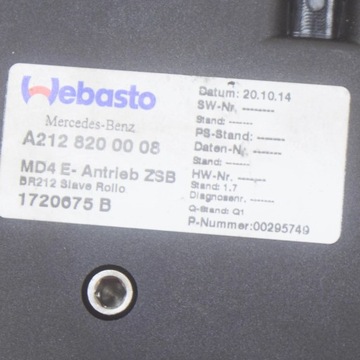 Webasto
Mercedes-Benz
A212 820 00 08
MD4 E- Antrieb ZSB
BR212 Slave Rollo
1720675 B
Datum: 20.10.14
SW-Nr. -------
Stand: -----
PS-Stand: ------
Daten-Nr. ------
Stand: -----
HW-Nr. ------
Stand: 1.7
Diagnosenr. ------
Q-Stand: Q1
P-Nummer:00295749